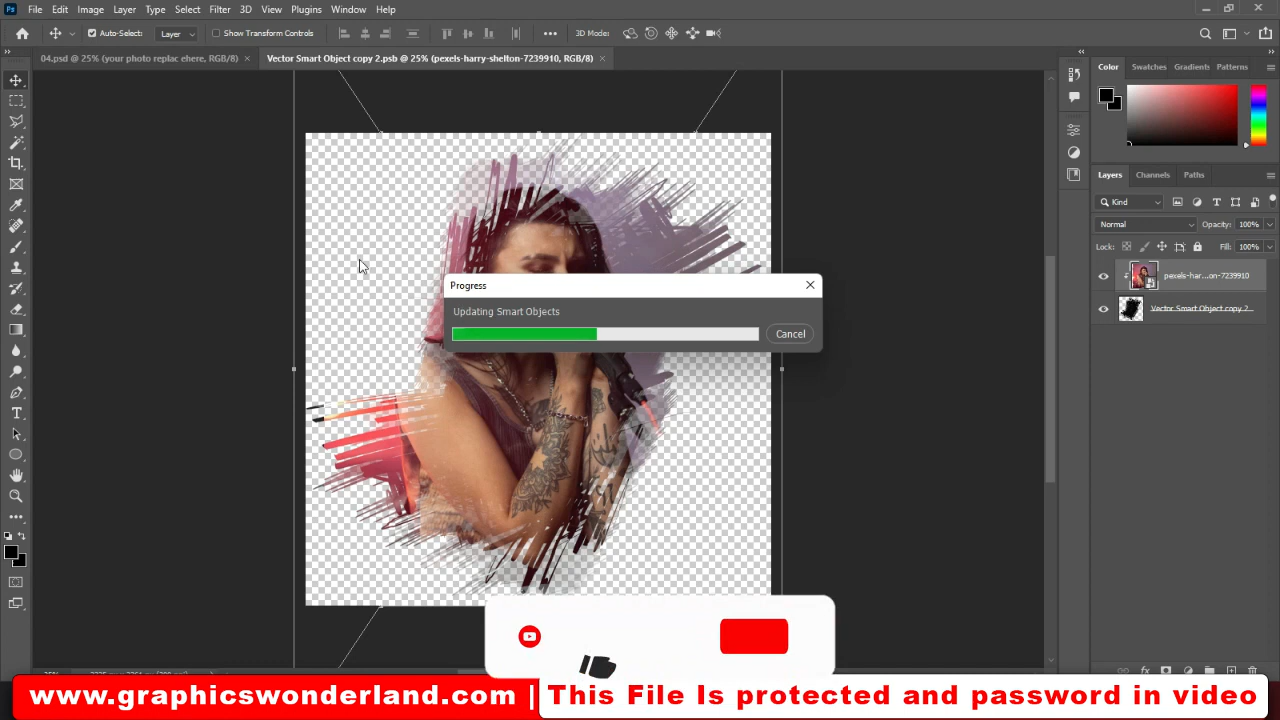 Ps File Edit Image Layer Type Select Filter 3D View Plugins Window Help
Auto-Select: Layer Show Transform Controls 3D Mode:
04.psd @ 25% (your photo replac ehere, RGB/8) × Vector Smart Object copy 2.psb @ 25% (pexels-harry-shelton-7239910, RGB/8) ×
Color Swatches Gradients Patterns
Layers Channels Paths
Kind
Normal Opacity: 100%
Lock: Fill: 100%
pexels-har...on-7239910
Vector Smart Object copy 2...
Progress
Updating Smart Objects
Cancel
www.graphicswonderland.com | This File Is protected and password in video